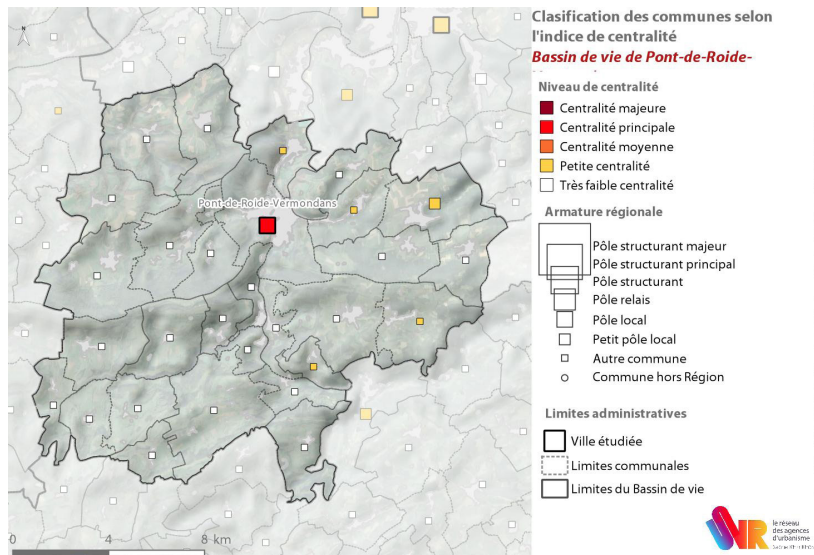 Clasification des communes selon
l'indice de centralité
Bassin de vie de Pont-de-Roide-
Niveau de centralité
Centralité majeure
Centralité principale
Centralité moyenne
Petite centralité
Très faible centralité
Armature régionale
Pôle structurant majeur
Pôle structurant principal
Pôle structurant
Pôle relais
Pôle local
Petit pôle local
Autre commune
Commune hors Région
Limites administratives
Ville étudiée
Limites communales
Limites du Bassin de vie
N
Pont-de-Roide-Vermondans
0 4 8 km
le réseau
des agences
d'urbanisme